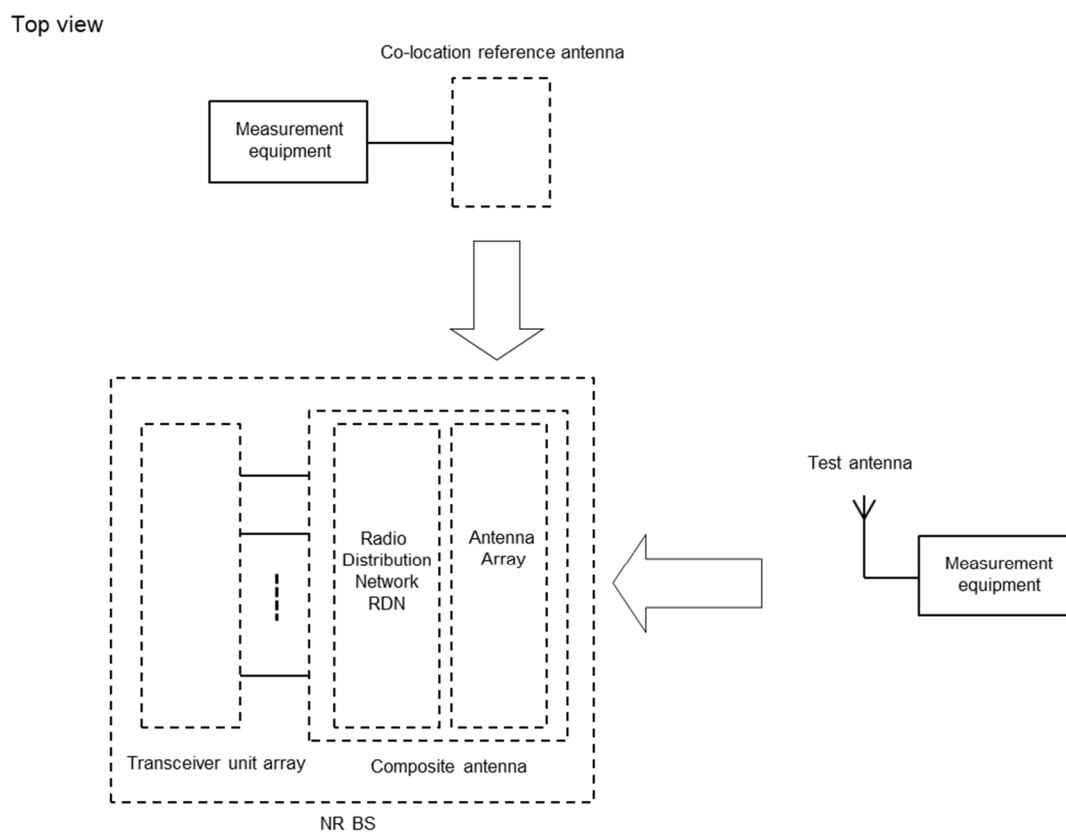 Top view
Co-location reference antenna
Measurement
equipment
Test antenna
Measurement
equipment
Radio
Distribution
Network
RDN
Antenna
Array
Transceiver unit array
Composite antenna
NR BS